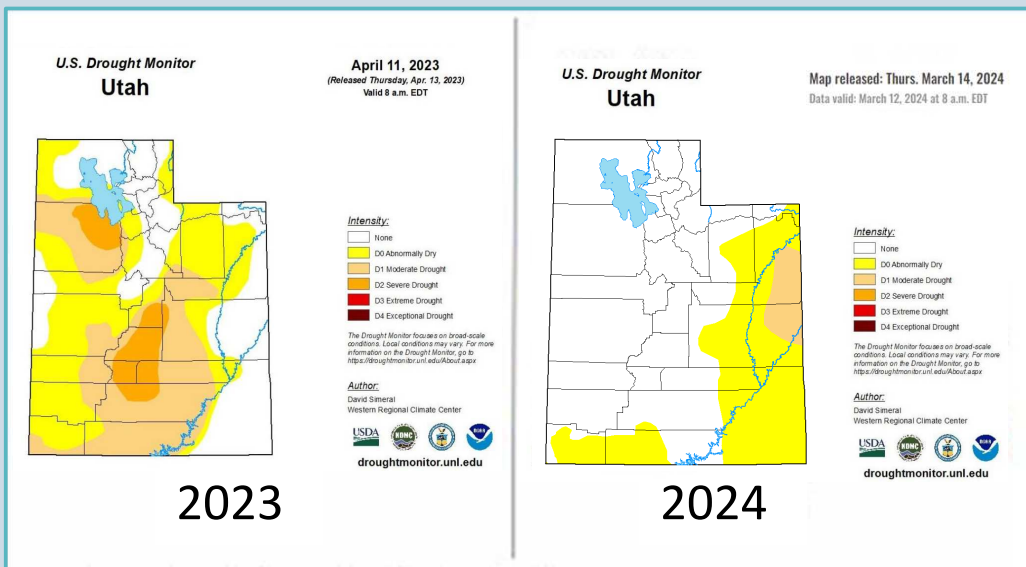 U.S. Drought Monitor
Utah
April 11, 2023
(Released Thursday, Apr. 13, 2023)
Valid 8 a.m. EDT
Intensity:
None
D0 Abnormally Dry
D1 Moderate Drought
D2 Severe Drought
D3 Extreme Drought
D4 Exceptional Drought
The Drought Monitor focuses on broad-scale
conditions. Local conditions may vary. For more
information on the Drought Monitor, go to
https://droughtmonitor.unl.edu/About.aspx
Author:
David Simeral
Western Regional Climate Center
USDA
NDMC
NOAA
droughtmonitor.unl.edu
2023
U.S. Drought Monitor
Utah
Map released: Thurs. March 14, 2024
Data valid: March 12, 2024 at 8 a.m. EDT
Intensity:
None
D0 Abnormally Dry
D1 Moderate Drought
D2 Severe Drought
D3 Extreme Drought
D4 Exceptional Drought
The Drought Monitor focuses on broad-scale
conditions. Local conditions may vary. For more
information on the Drought Monitor, go to
https://droughtmonitor.unl.edu/About.aspx
Author:
David Simeral
Western Regional Climate Center
USDA
NDMC
NOAA
droughtmonitor.unl.edu
2024